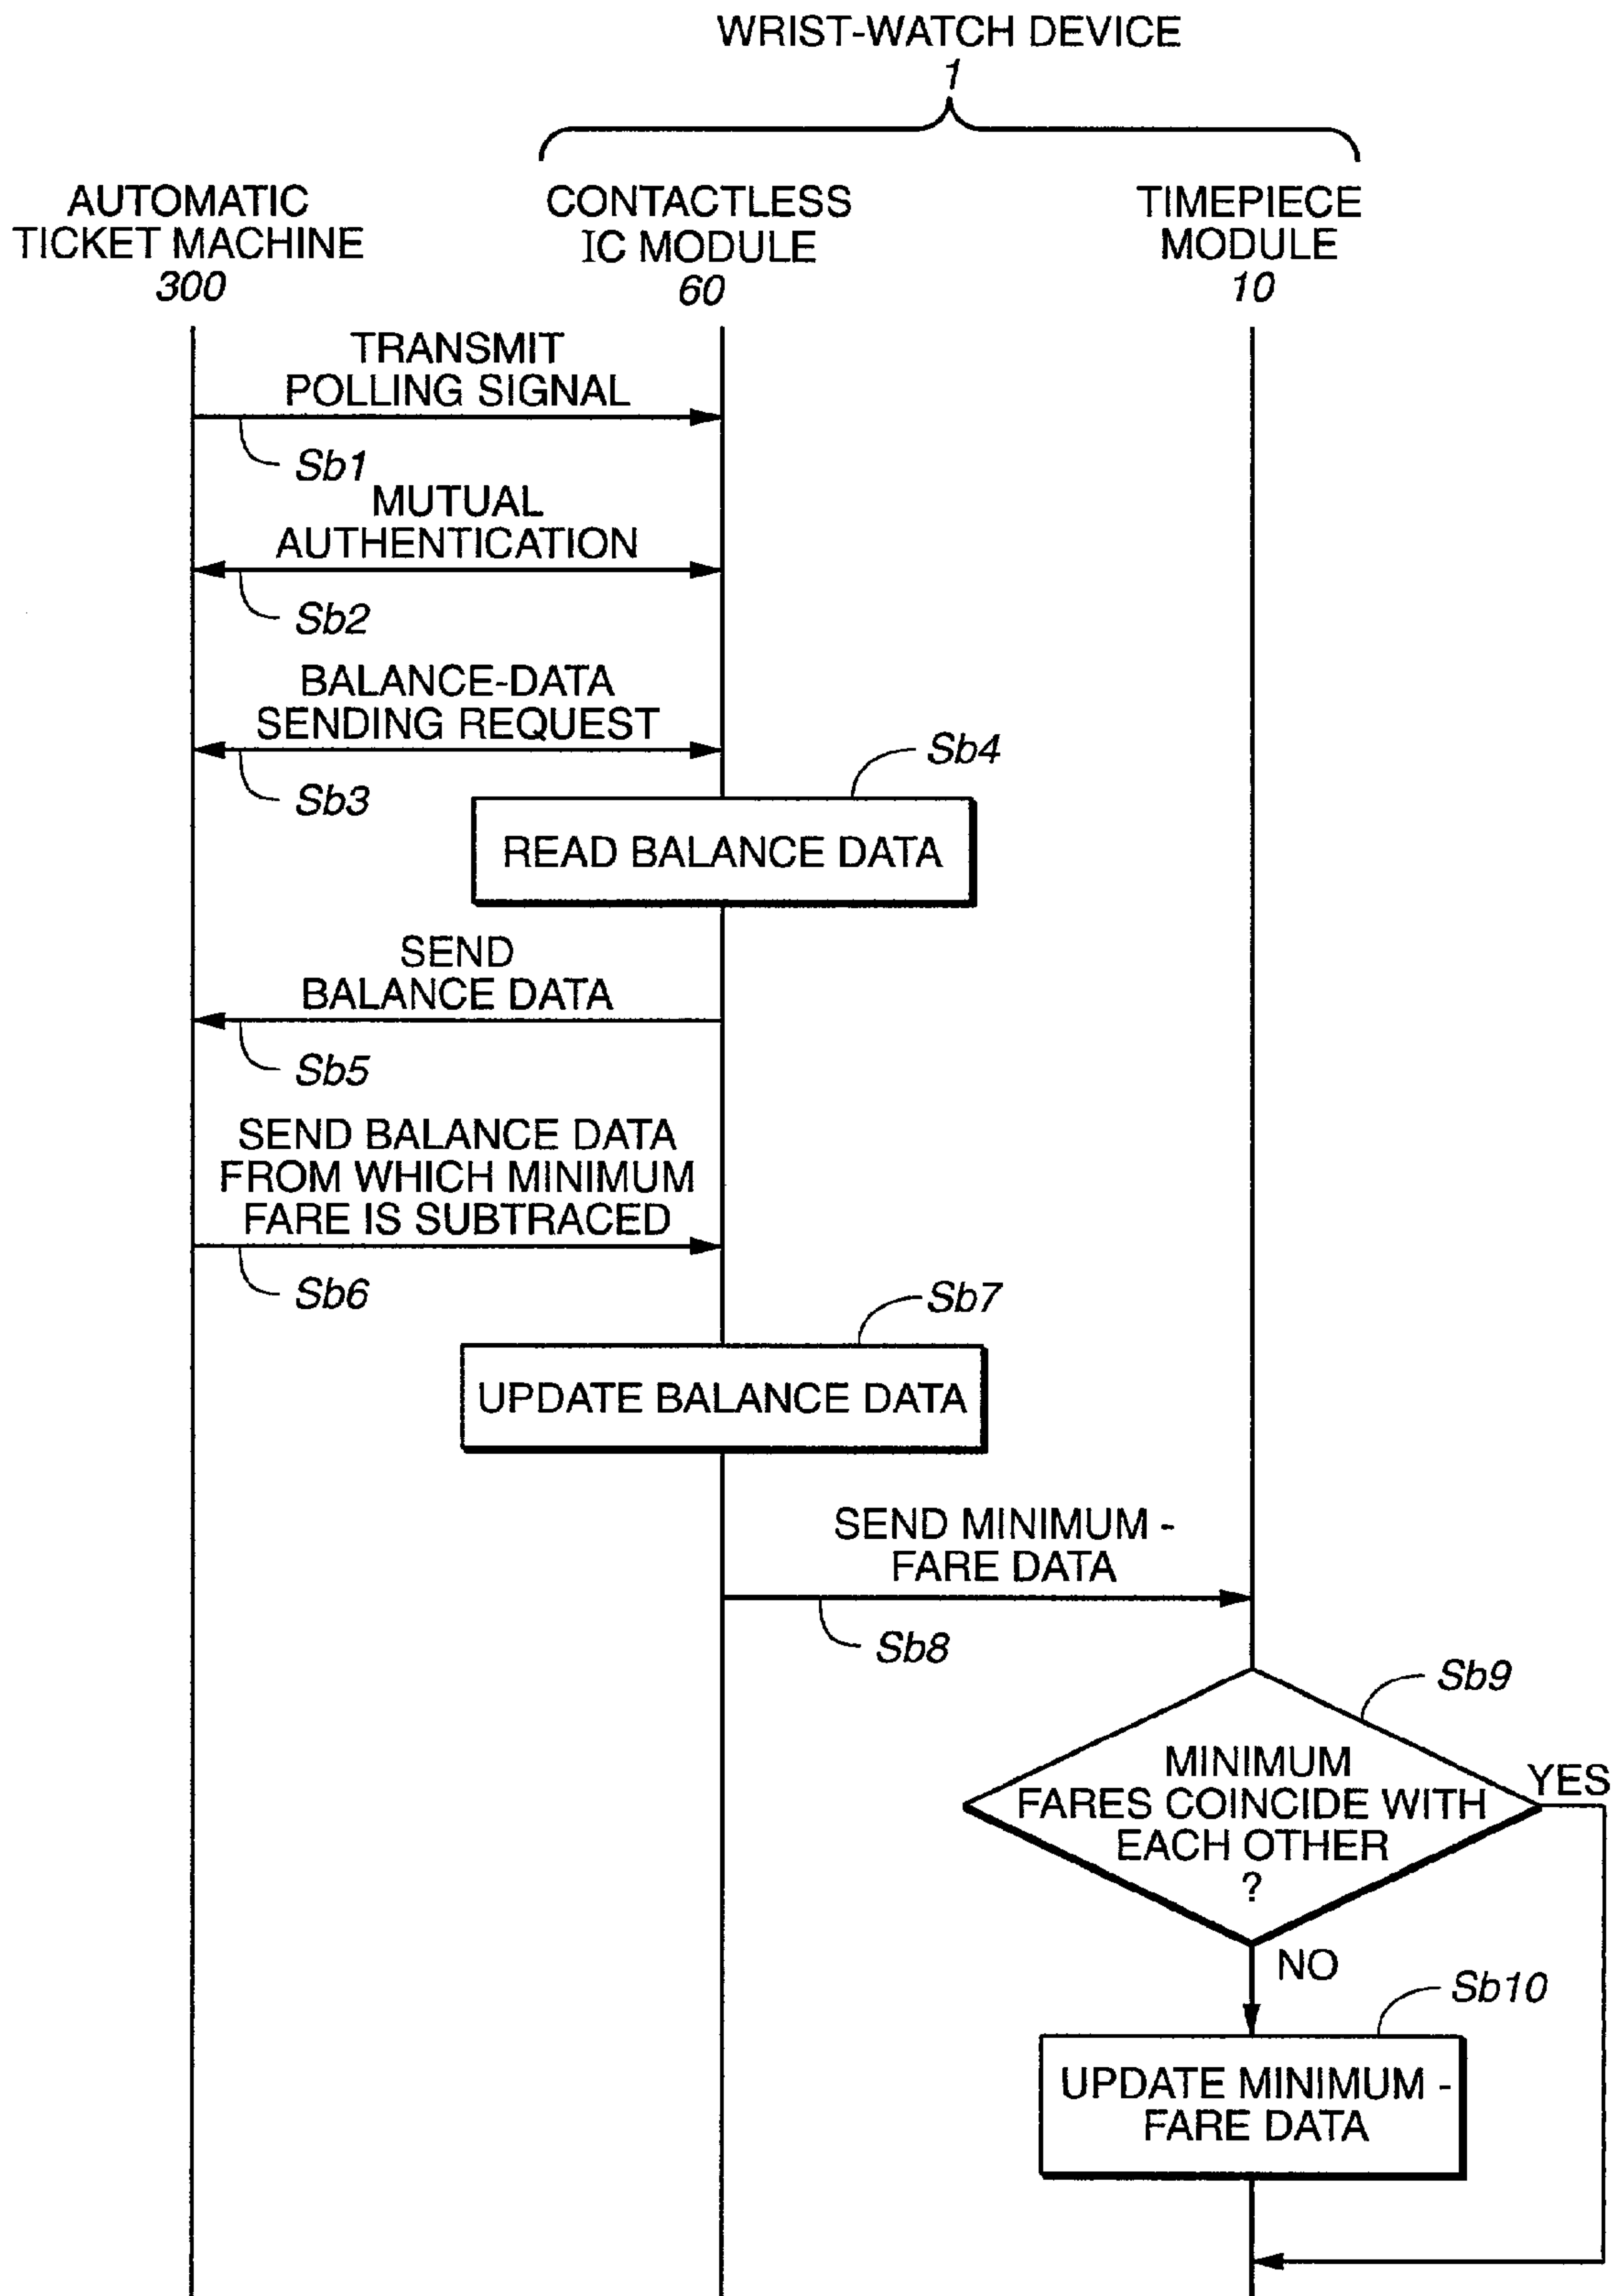 WRIST-WATCH DEVICE
1
AUTOMATIC
TICKET MACHINE
300
CONTACTLESS
IC MODULE
60
TIMEPIECE
MODULE
10
TRANSMIT
POLLING SIGNAL
Sb1
MUTUAL
AUTHENTICATION
Sb2
BALANCE-DATA
SENDING REQUEST
Sb3
Sb4
READ BALANCE DATA
SEND
BALANCE DATA
Sb5
SEND BALANCE DATA
FROM WHICH MINIMUM
FARE IS SUBTRACED
Sb6
Sb7
UPDATE BALANCE DATA
SEND MINIMUM -
FARE DATA
Sb8
Sb9
MINIMUM
FARES COINCIDE WITH
EACH OTHER
?
YES
NO
Sb10
UPDATE MINIMUM -
FARE DATA